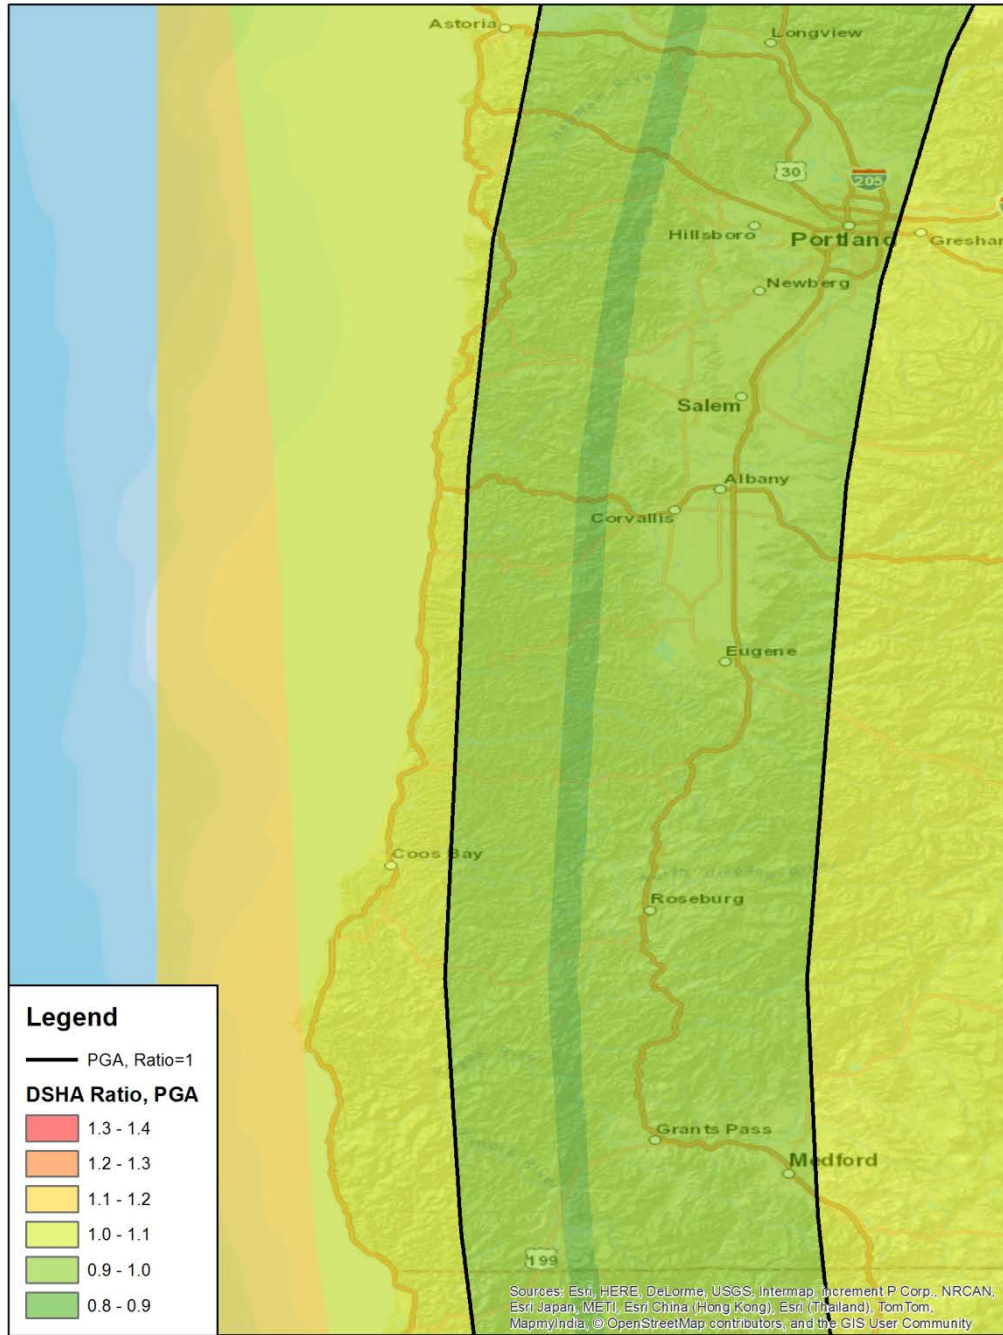 Astoria
Longview
30
205
Hillsboro
Portland
Gresham
Newberg
Salem
Albany
Corvallis
Eugene
Coos Bay
Roseburg
Grants Pass
Medford
199
Legend
PGA, Ratio=1
DSHA Ratio, PGA
1.3 - 1.4
1.2 - 1.3
1.1 - 1.2
1.0 - 1.1
0.9 - 1.0
0.8 - 0.9
Sources: Esri, HERE, DeLorme, USGS, Intermap, increment P Corp., NRCAN,
Esri Japan, METI, Esri China (Hong Kong), Esri (Thailand), TomTom,
MapmyIndia, © OpenStreetMap contributors, and the GIS User Community